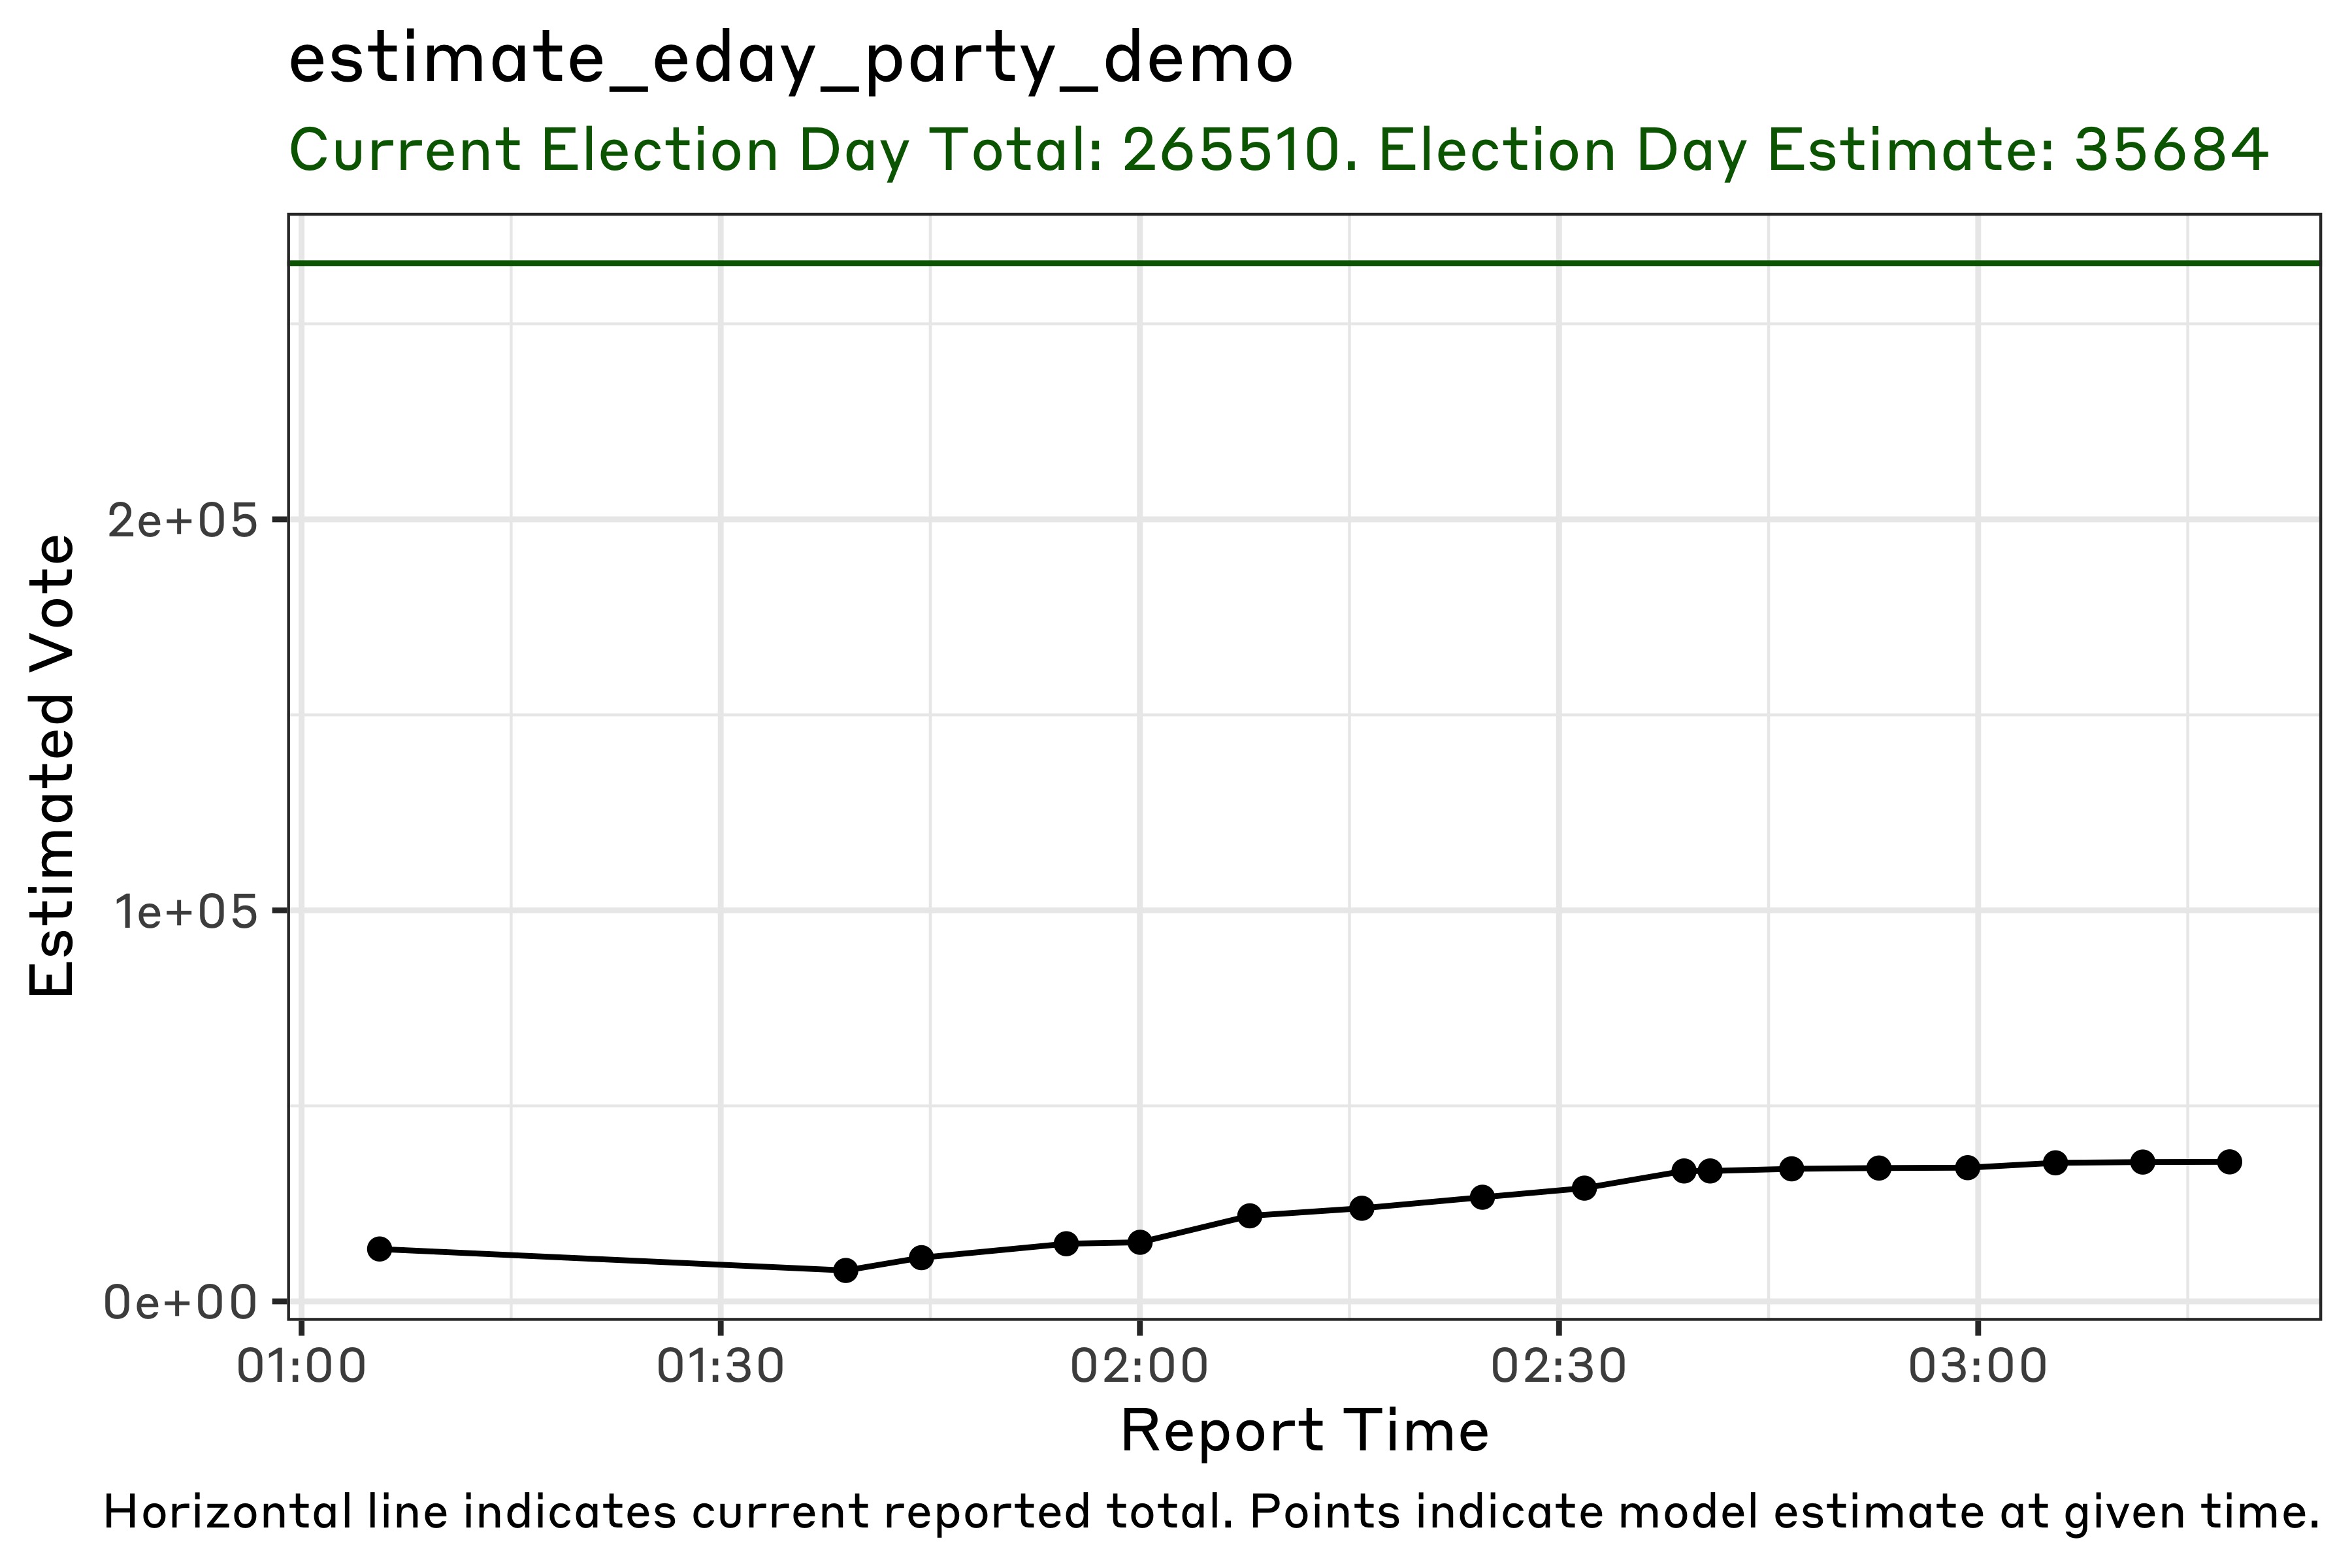 estimate_eday_party_demo
Current Election Day Total: 265510. Election Day Estimate: 35684
Estimated Vote
2e+05
1e+05
0e+00
01:00 01:30 02:00 02:30 03:00
Report Time
Horizontal line indicates current reported total. Points indicate model estimate at given time.